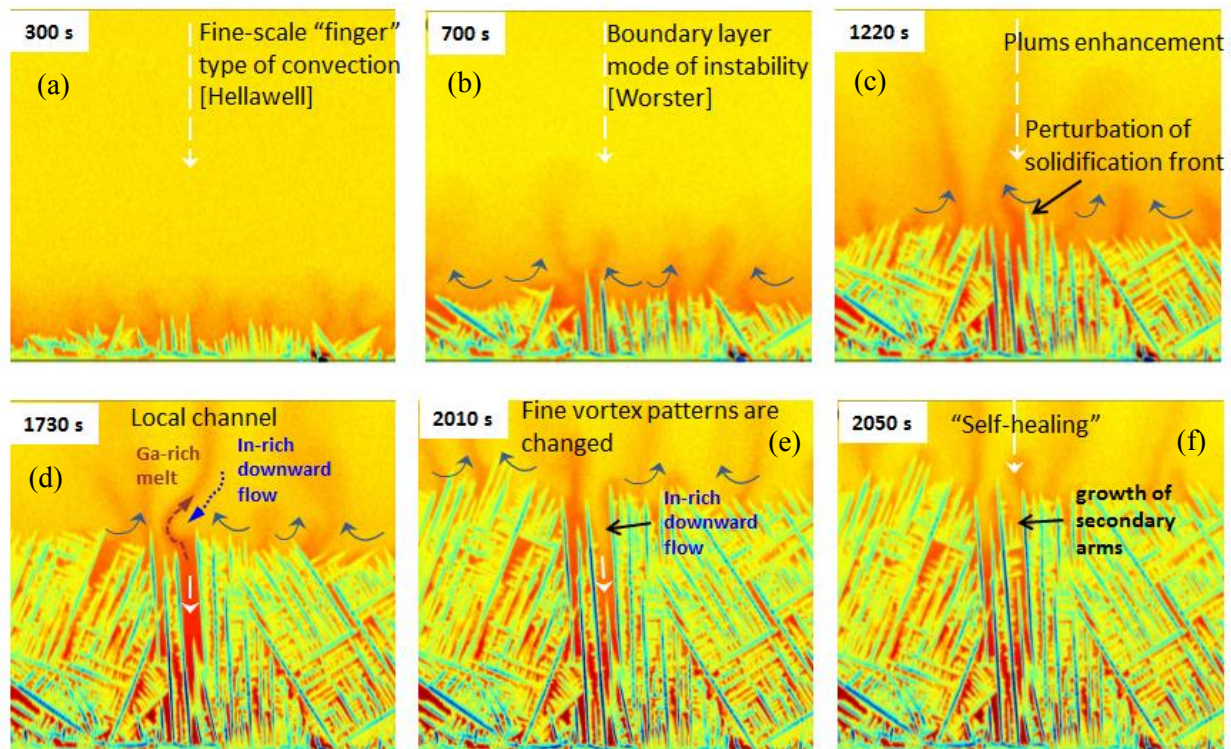 300 s
Fine-scale “finger”
type of convection
[Hellawell]
(a)
700 s
Boundary layer
mode of instability
[Worster]
(b)
1220 s
Plums enhancement
(c)
Perturbation of
solidification front
1730 s
Local channel
(d)
Ga-rich
melt
In-rich
downward
flow
2010 s
Fine vortex patterns are
changed
(e)
In-rich
downward
flow
2050 s
“Self-healing”
(f)
growth of
secondary
arms